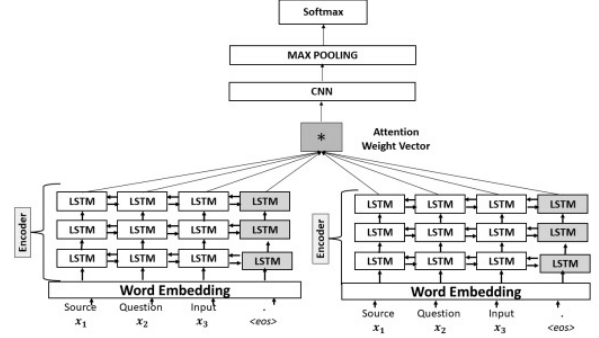 Softmax
MAX POOLING
CNN
*
Attention
Weight Vector
Encoder
LSTM LSTM LSTM LSTM
LSTM LSTM LSTM LSTM
LSTM LSTM LSTM LSTM
Word Embedding
Source Question Input .
x₁ x₂ x₃ <eos>
Encoder
LSTM LSTM LSTM LSTM
LSTM LSTM LSTM LSTM
LSTM LSTM LSTM LSTM
Word Embedding
Source Question Input .
x₁ x₂ x₃ <eos>